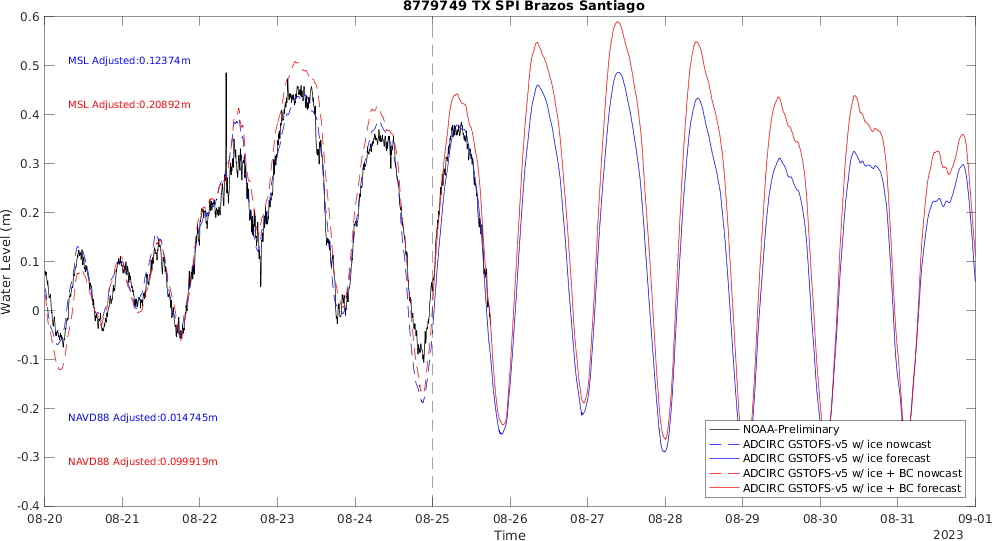 8779749 TX SPI Brazos Santiago
Water Level (m)
0.6
0.5
0.4
0.3
0.2
0.1
0
-0.1
-0.2
-0.3
-0.4
MSL Adjusted:0.12374m
MSL Adjusted:0.20892m
NAVD88 Adjusted:0.014745m
NAVD88 Adjusted:0.099919m
NOAA-Preliminary
ADCIRC GSTOFS-v5 w/ ice nowcast
ADCIRC GSTOFS-v5 w/ ice forecast
ADCIRC GSTOFS-v5 w/ ice + BC nowcast
ADCIRC GSTOFS-v5 w/ ice + BC forecast
08-20 08-21 08-22 08-23 08-24 08-25 08-26 08-27 08-28 08-29 08-30 08-31 09-01
Time
2023